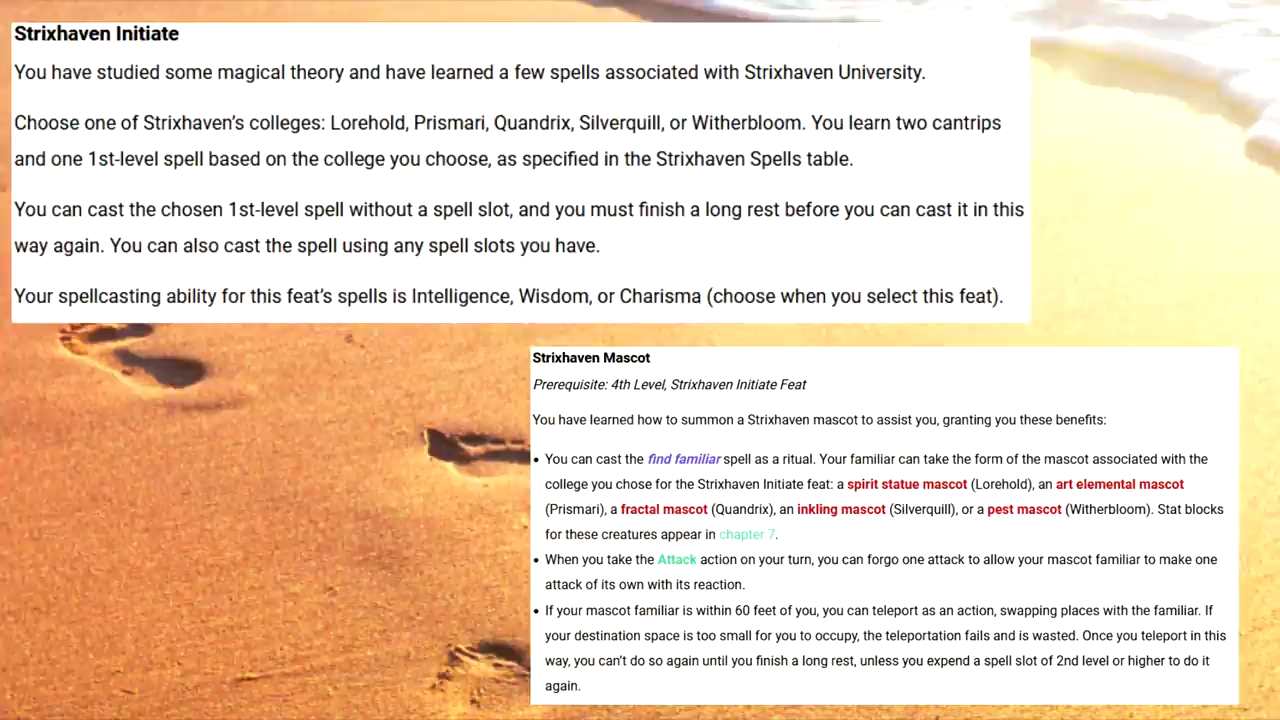 Strixhaven Initiate
You have studied some magical theory and have learned a few spells associated with Strixhaven University.
Choose one of Strixhaven’s colleges: Lorehold, Prismari, Quandrix, Silverquill, or Witherbloom. You learn two cantrips
and one 1st-level spell based on the college you choose, as specified in the Strixhaven Spells table.
You can cast the chosen 1st-level spell without a spell slot, and you must finish a long rest before you can cast it in this
way again. You can also cast the spell using any spell slots you have.
Your spellcasting ability for this feat’s spells is Intelligence, Wisdom, or Charisma (choose when you select this feat).
Strixhaven Mascot
Prerequisite: 4th Level, Strixhaven Initiate Feat
You have learned how to summon a Strixhaven mascot to assist you, granting you these benefits:
• You can cast the find familiar spell as a ritual. Your familiar can take the form of the mascot associated with the
college you chose for the Strixhaven Initiate feat: a spirit statue mascot (Lorehold), an art elemental mascot
(Prismari), a fractal mascot (Quandrix), an inkling mascot (Silverquill), or a pest mascot (Witherbloom). Stat blocks
for these creatures appear in chapter 7.
• When you take the Attack action on your turn, you can forgo one attack to allow your mascot familiar to make one
attack of its own with its reaction.
• If your mascot familiar is within 60 feet of you, you can teleport as an action, swapping places with the familiar. If
your destination space is too small for you to occupy, the teleportation fails and is wasted. Once you teleport in this
way, you can’t do so again until you finish a long rest, unless you expend a spell slot of 2nd level or higher to do it
again.